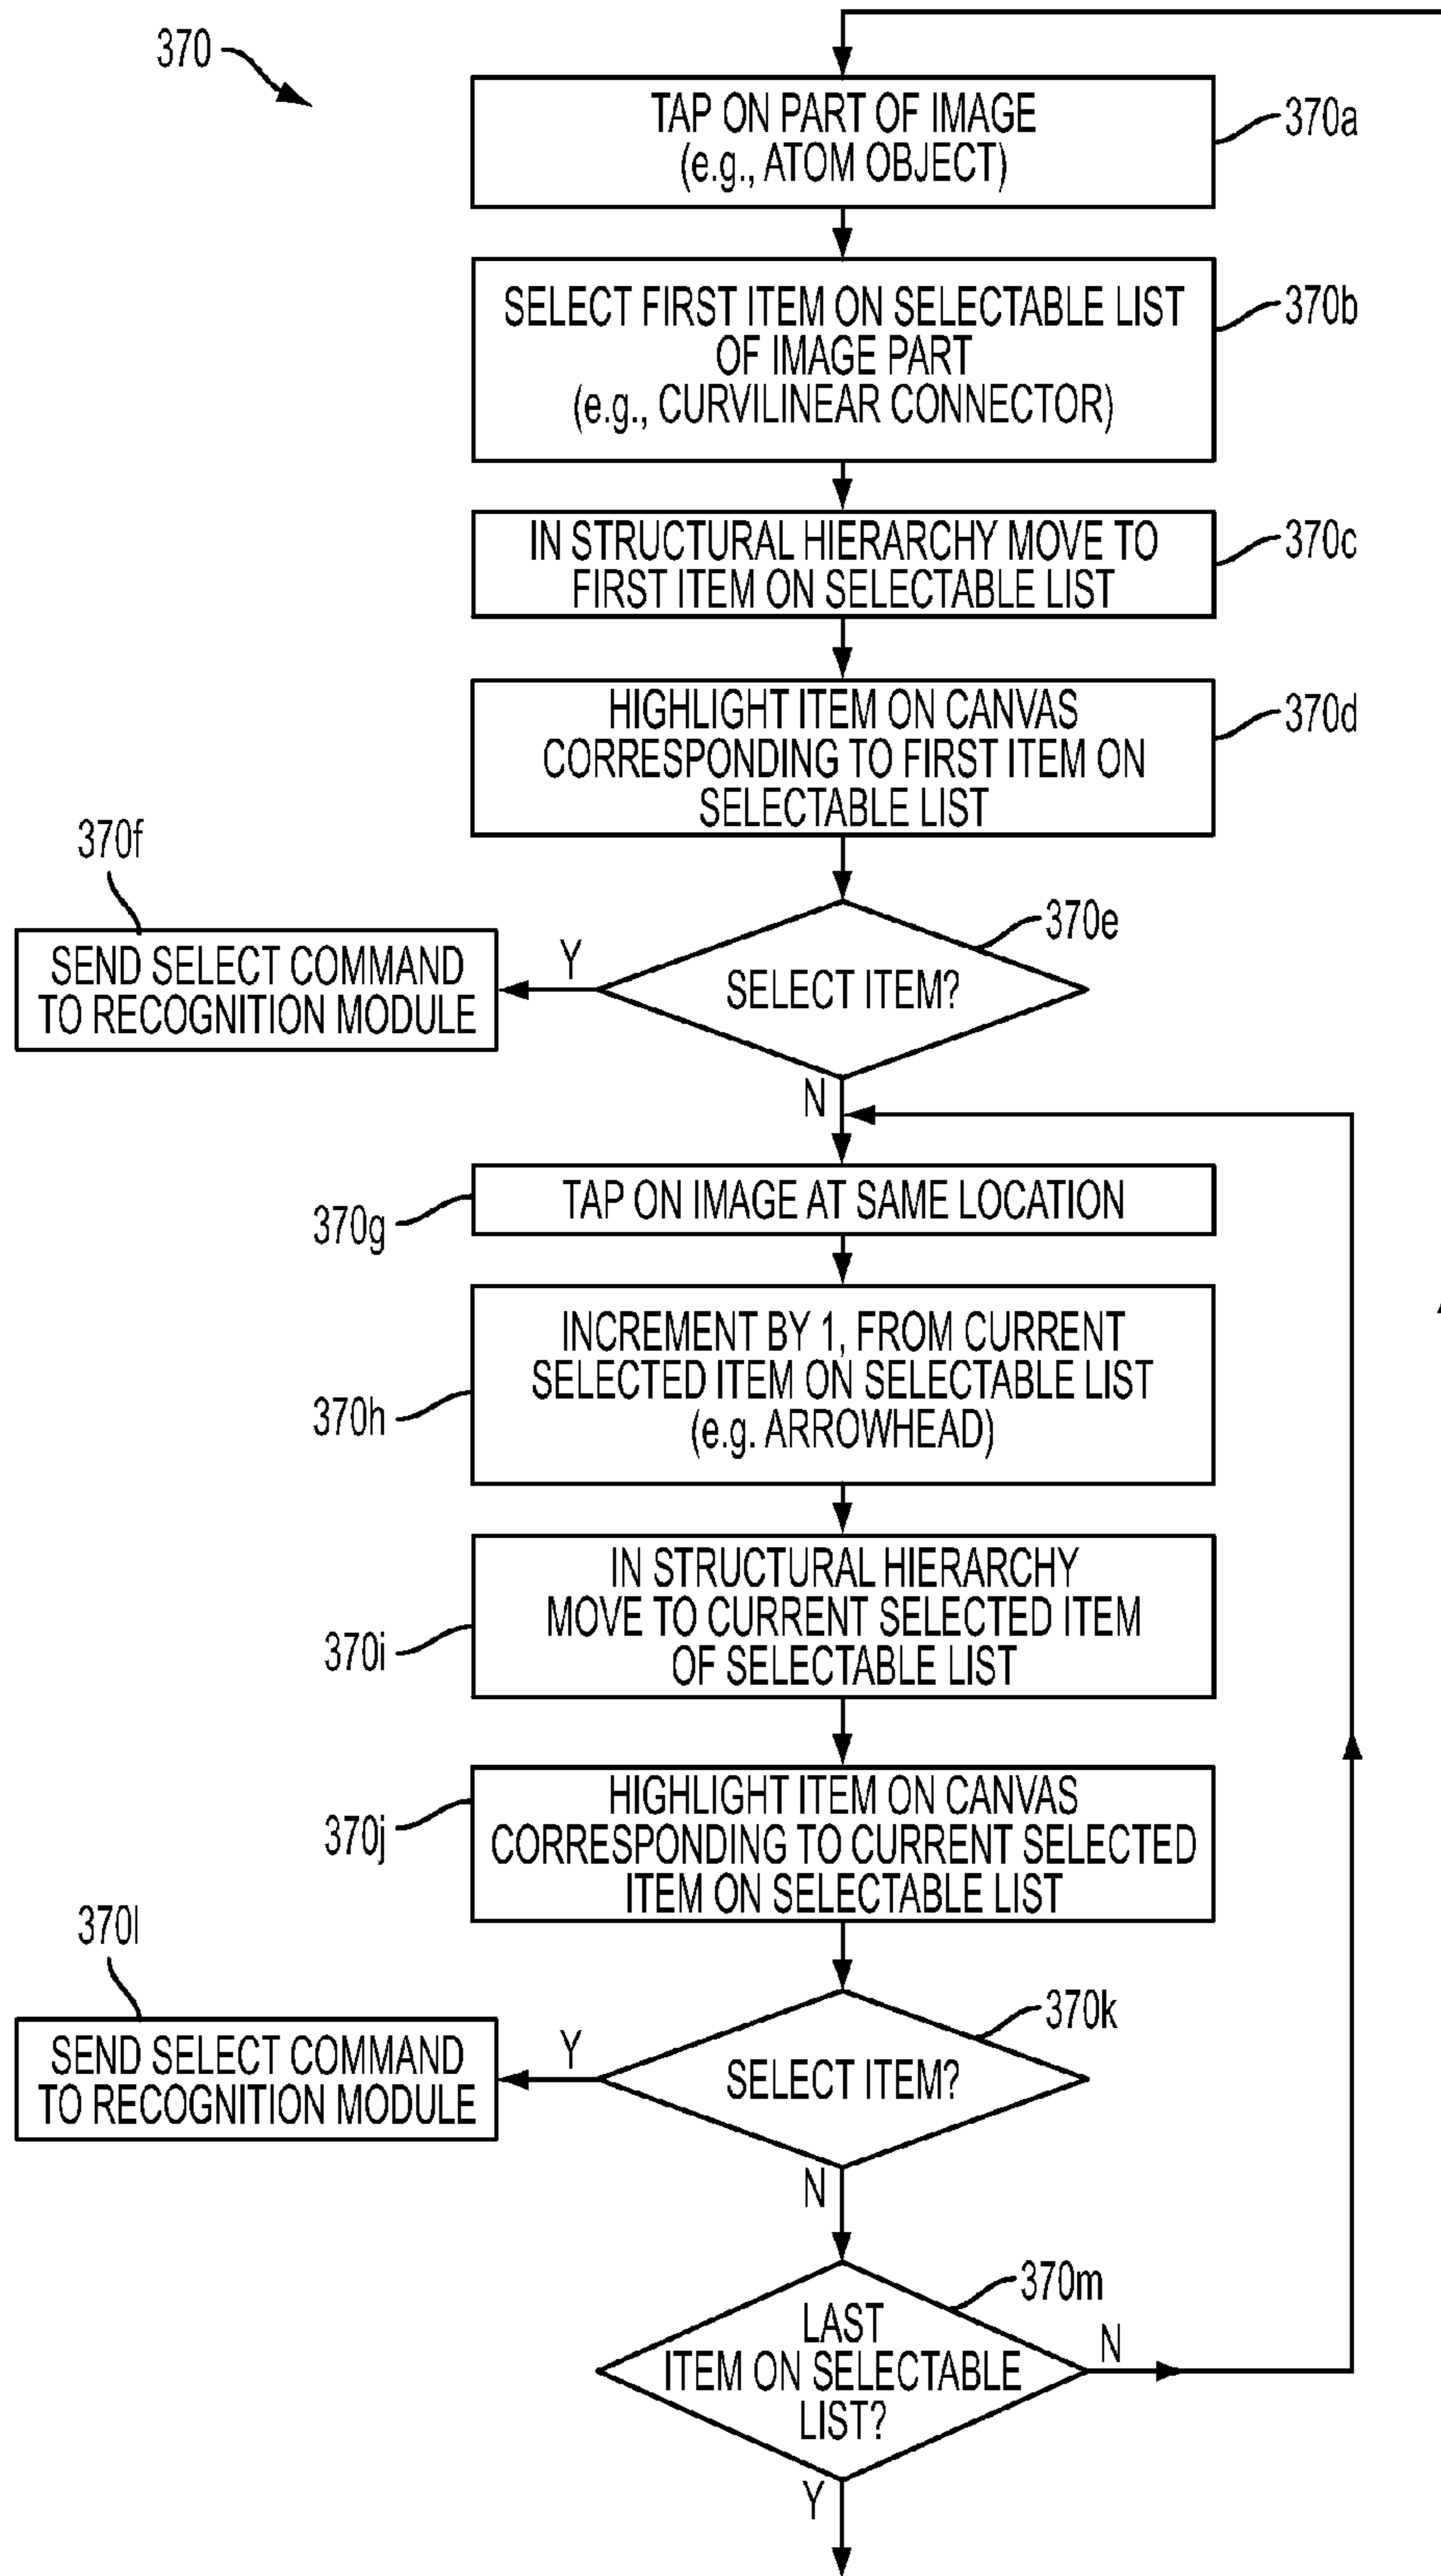 370
TAP ON PART OF IMAGE
(e.g., ATOM OBJECT)
370a
SELECT FIRST ITEM ON SELECTABLE LIST
OF IMAGE PART
(e.g., CURVILINEAR CONNECTOR)
370b
IN STRUCTURAL HIERARCHY MOVE TO
FIRST ITEM ON SELECTABLE LIST
370c
HIGHLIGHT ITEM ON CANVAS
CORRESPONDING TO FIRST ITEM ON
SELECTABLE LIST
370d
370f
SEND SELECT COMMAND
TO RECOGNITION MODULE
Y
SELECT ITEM?
370e
N
TAP ON IMAGE AT SAME LOCATION
370g
INCREMENT BY 1, FROM CURRENT
SELECTED ITEM ON SELECTABLE LIST
(e.g. ARROWHEAD)
370h
IN STRUCTURAL HIERARCHY
MOVE TO CURRENT SELECTED ITEM
OF SELECTABLE LIST
370i
HIGHLIGHT ITEM ON CANVAS
CORRESPONDING TO CURRENT SELECTED
ITEM ON SELECTABLE LIST
370j
370l
SEND SELECT COMMAND
TO RECOGNITION MODULE
Y
SELECT ITEM?
370k
N
LAST
ITEM ON SELECTABLE
LIST?
370m
N
Y